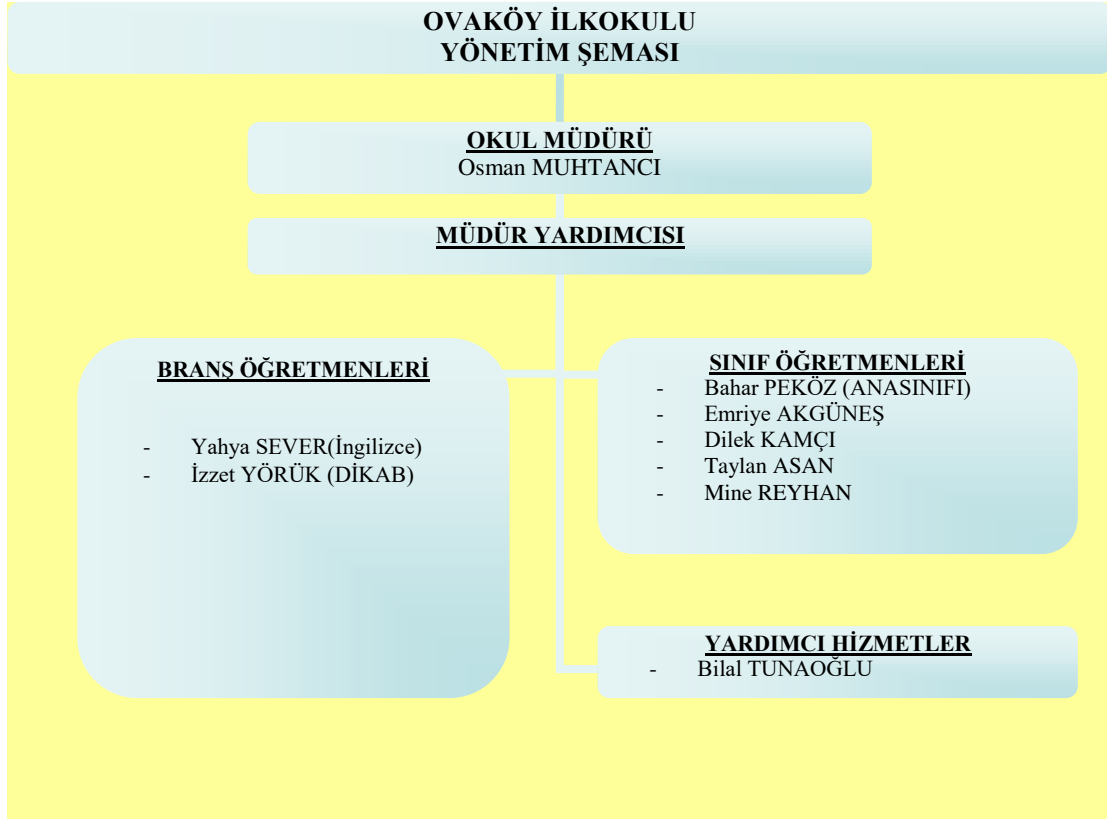 OVAKÖY İLKOKULU
YÖNETİM ŞEMASI
OKUL MÜDÜRÜ
Osman MUHTANCI
MÜDÜR YARDIMCISI
BRANŞ ÖĞRETMENLERİ
- Yahya SEVER(İngilizce)
- İzzet YÖRÜK (DİKAB)
SINIF ÖĞRETMENLERİ
- Bahar PEKÖZ (ANASINIFI)
- Emriye AKGÜNEŞ
- Dilek KAMÇI
- Taylan ASAN
- Mine REYHAN
YARDIMCI HİZMETLER
- Bilal TUNAOĞLU